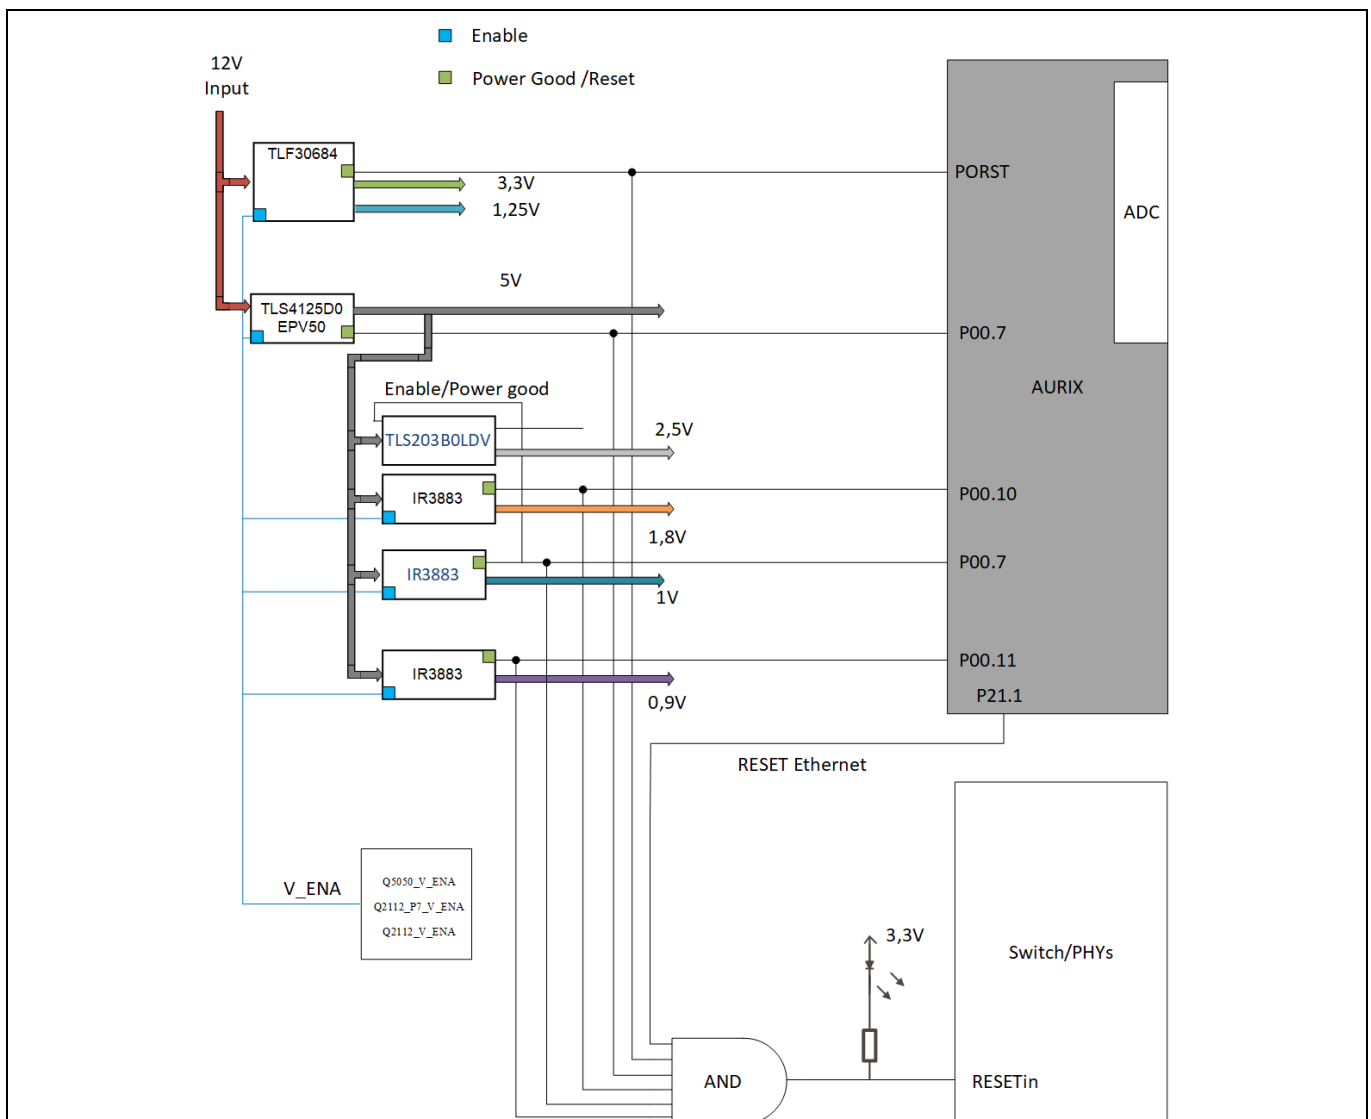 Enable
Power Good /Reset
12V
Input
TLF30684
3,3V
1,25V
PORST
ADC
5V
TLS4125D0
EPV50
P00.7
AURIX
Enable/Power good
TLS203B0LDV
2,5V
IR3883
P00.10
1,8V
IR3883
P00.7
1V
IR3883
P00.11
P21.1
0,9V
RESET Ethernet
V_ENA
Q5050_V_ENA
Q2112_P7_V_ENA
Q2112_V_ENA
3,3V
Switch/PHYs
AND
RESETin